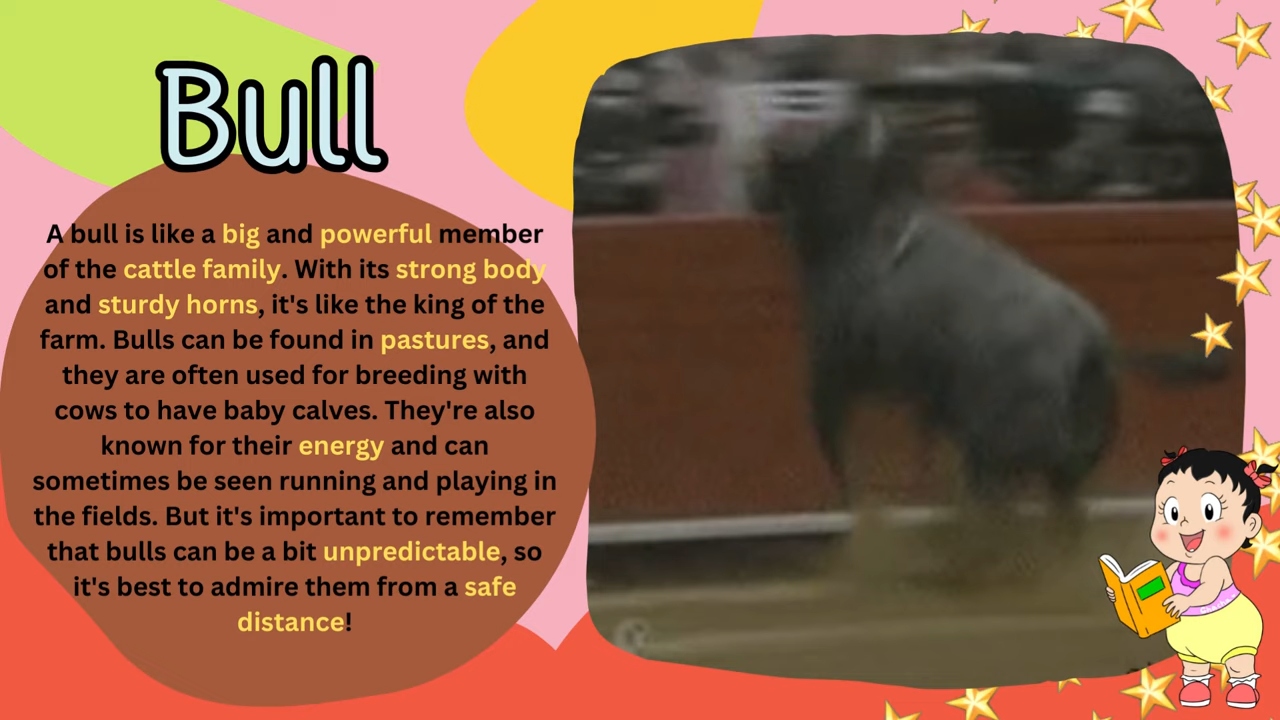 Bull
A bull is like a big and powerful member
of the cattle family. With its strong body
and sturdy horns, it's like the king of the
farm. Bulls can be found in pastures, and
they are often used for breeding with
cows to have baby calves. They're also
known for their energy and can
sometimes be seen running and playing in
the fields. But it's important to remember
that bulls can be a bit unpredictable, so
it's best to admire them from a safe
distance!